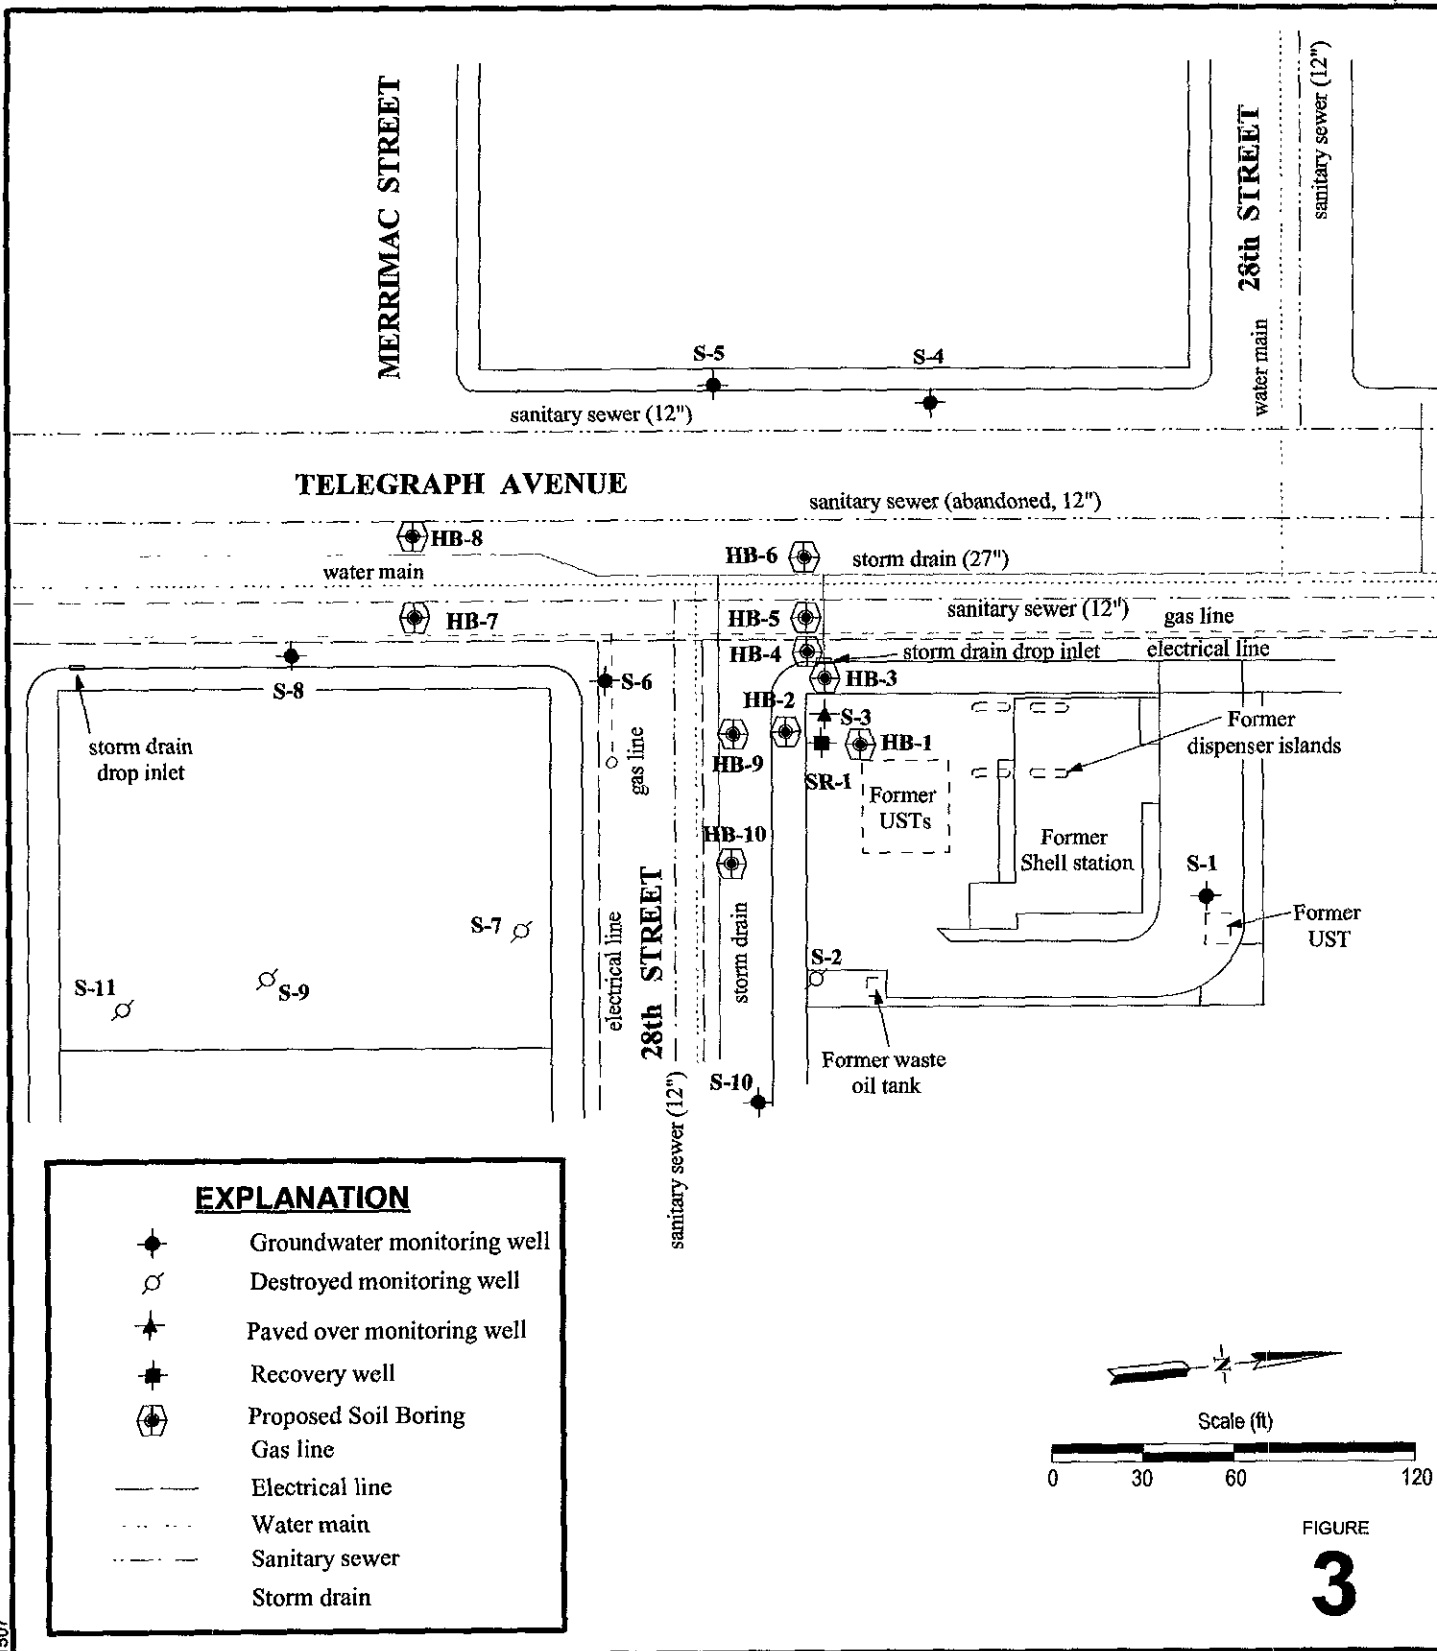 MERRIMAC STREET
28th STREET
sanitary sewer (12")
water main
S-5
S-4
sanitary sewer (12")
TELEGRAPH AVENUE
sanitary sewer (abandoned, 12")
HB-8
HB-6
storm drain (27")
water main
HB-7
HB-5
sanitary sewer (12")
gas line
HB-4
storm drain drop inlet
electrical line
S-8
S-6
HB-3
HB-2
S-3
Former
dispenser islands
storm drain
drop inlet
gas line
HB-9
HB-1
SR-1
Former
USTs
HB-10
Former
Shell station
S-1
S-7
electrical line
28th STREET
storm drain
Former
UST
S-2
S-11
S-9
Former waste
oil tank
S-10
sanitary sewer (12")
EXPLANATION
Groundwater monitoring well
Destroyed monitoring well
Paved over monitoring well
Recovery well
Proposed Soil Boring
Gas line
Electrical line
Water main
Sanitary sewer
Storm drain
N
Scale (ft)
0 30 60 120
FIGURE
3